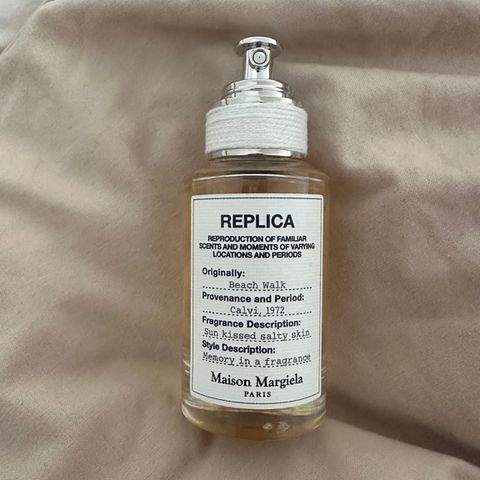 REPLICA
REPRODUCTION OF FAMILIAR
SCENTS AND MOMENTS OF VARYING
LOCATIONS AND PERIODS
Originally:
Beach Walk
Provenance and Period:
Calvi, 1972
Fragrance Description:
Sun kissed salty skin
Style Description:
Memory in a fragrance
Maison Margiela
PARIS